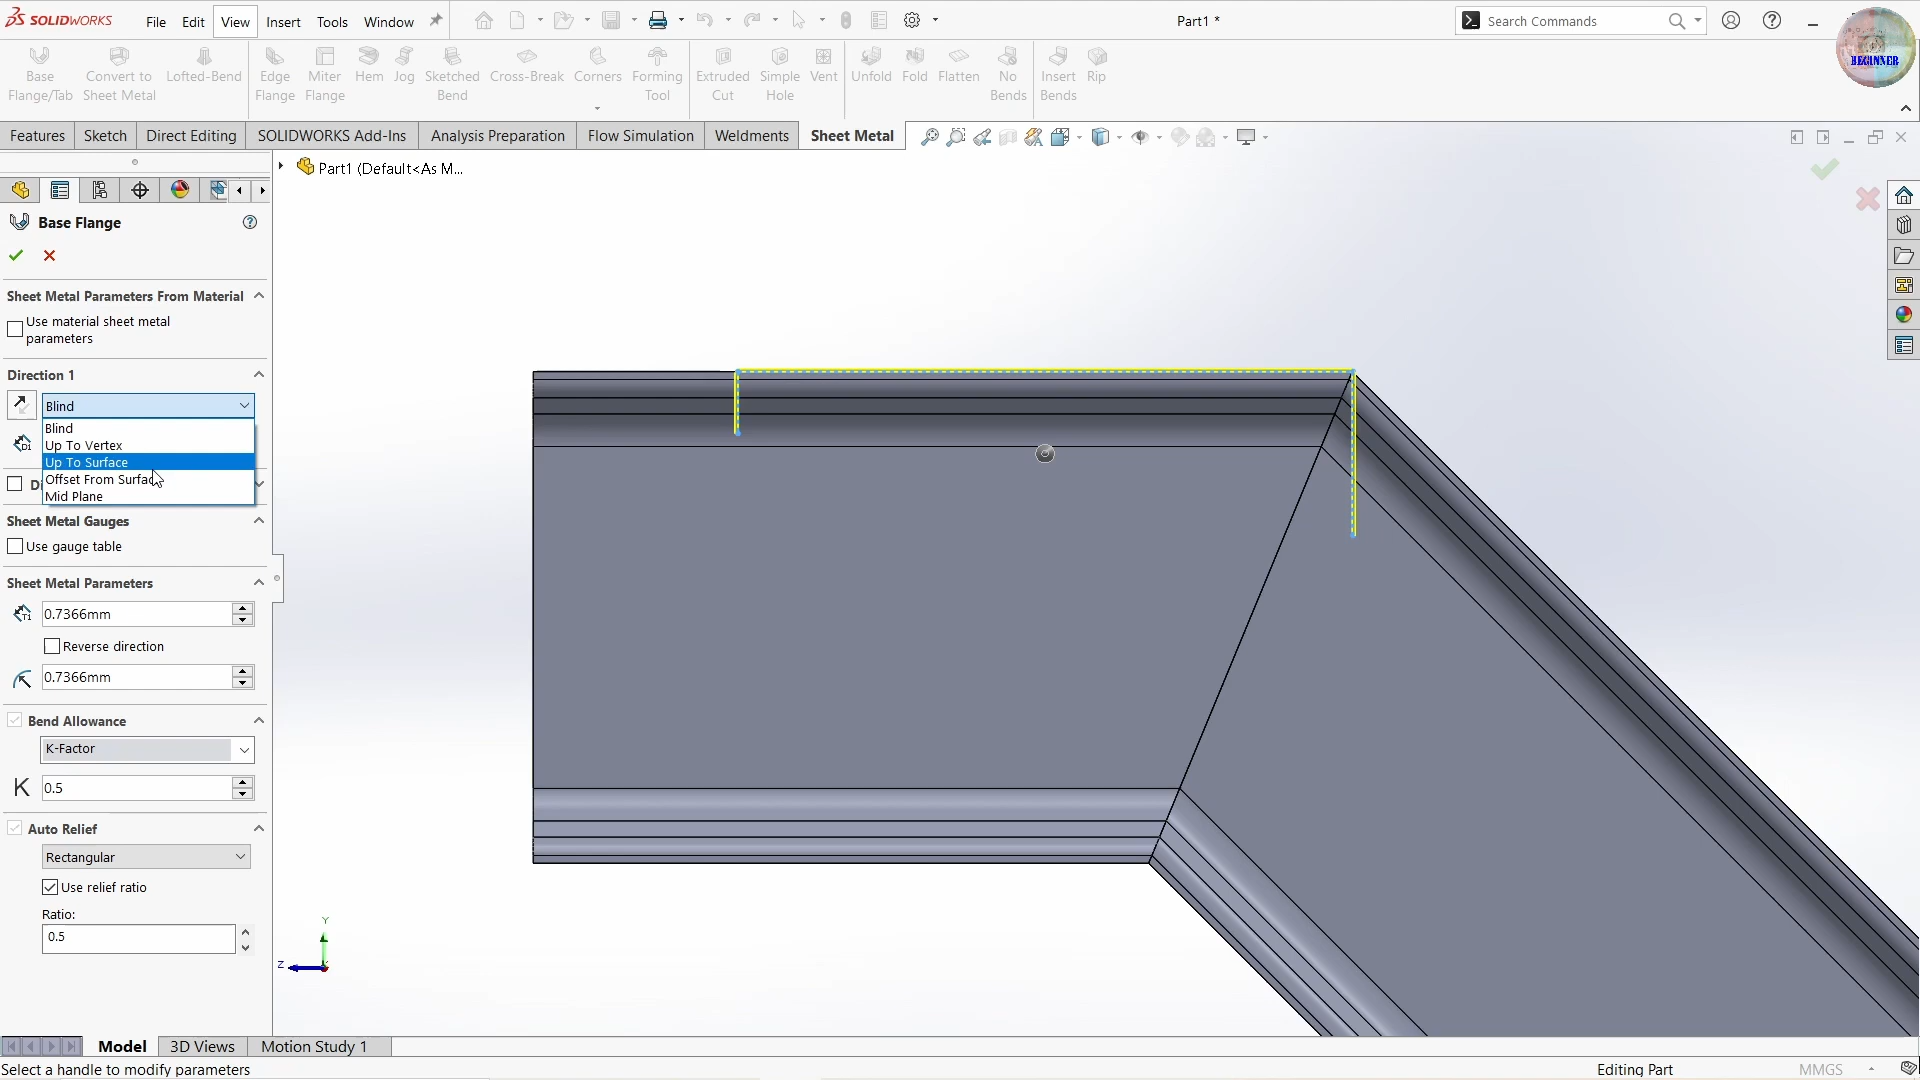 SOLIDWORKS File Edit View Insert Tools Window Part1 * Search Commands
BEGINNER
Base Flange/Tab Convert to Sheet Metal Lofted-Bend Edge Flange Miter Flange Hem Jog Sketched Bend Cross-Break Corners Forming Tool Extruded Cut Simple Hole Vent Unfold Fold Flatten No Bends Insert Bends Rip
Features Sketch Direct Editing SOLIDWORKS Add-Ins Analysis Preparation Flow Simulation Weldments Sheet Metal
Part1 (Default<As M...
Base Flange
Sheet Metal Parameters From Material
Use material sheet metal
parameters
Direction 1
Blind
Blind
Up To Vertex
Up To Surface
Offset From Surfac
Mid Plane
D
Sheet Metal Gauges
Use gauge table
Sheet Metal Parameters
0.7366mm
Reverse direction
0.7366mm
Bend Allowance
K-Factor
K 0.5
Auto Relief
Rectangular
Use relief ratio
Ratio:
0.5
Y
Z
Model 3D Views Motion Study 1
Select a handle to modify parameters Editing Part MMGS